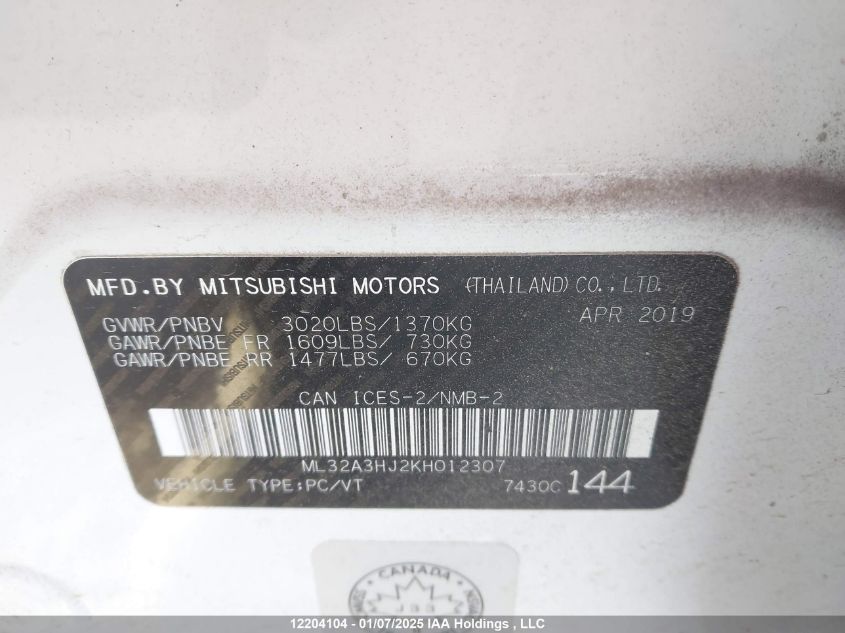 MFD.BY MITSUBISHI MOTORS (THAILAND)CO.,LTD.
GVWR/PNBV 3020LBS/1370KG APR 2019
GAWR/PNBE FR 1609LBS/ 730KG
GAWR/PNBE RR 1477LBS/ 670KG
CAN ICES-2/NMB-2
ML32A3HJ2KH012307
VEHICLE TYPE:PC/VT 7430C 144
CANADA
12204104 - 01/07/2025 IAA Holdings , LLC